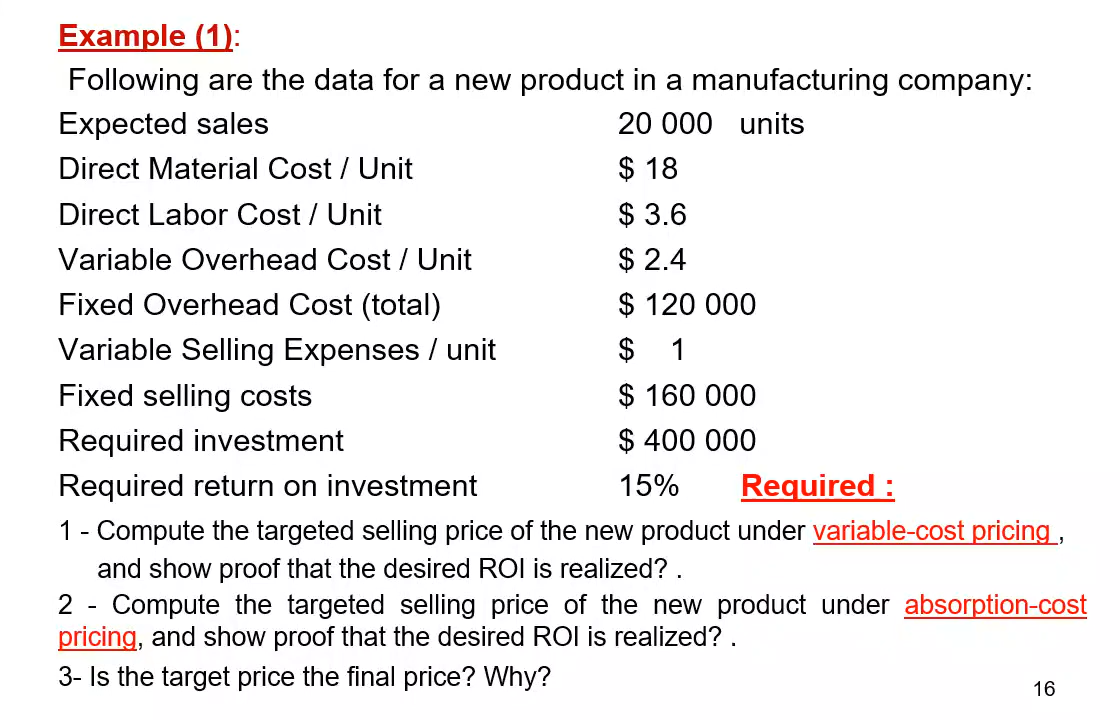 Example (1):
Following are the data for a new product in a manufacturing company:
Expected sales 20 000 units
Direct Material Cost / Unit $ 18
Direct Labor Cost / Unit $ 3.6
Variable Overhead Cost / Unit $ 2.4
Fixed Overhead Cost (total) $ 120 000
Variable Selling Expenses / unit $ 1
Fixed selling costs $ 160 000
Required investment $ 400 000
Required return on investment 15% Required :
1 - Compute the targeted selling price of the new product under variable-cost pricing ,
and show proof that the desired ROI is realized? .
2 - Compute the targeted selling price of the new product under absorption-cost
pricing, and show proof that the desired ROI is realized? .
3- Is the target price the final price? Why?
16